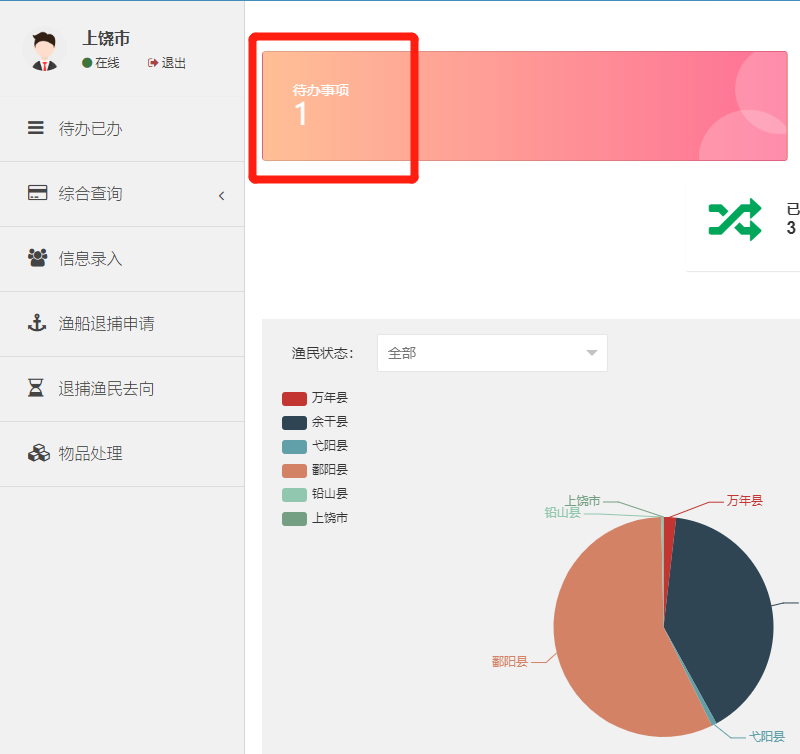 上饶市
在线 退出
待办已办
综合查询
信息录入
渔船退捕申请
退捕渔民去向
物品处理
待办事项
1
已
3
渔民状态: 全部
万年县
余干县
弋阳县
鄱阳县
铅山县
上饶市
上饶市
万年县
铅山县
鄱阳县
弋阳县